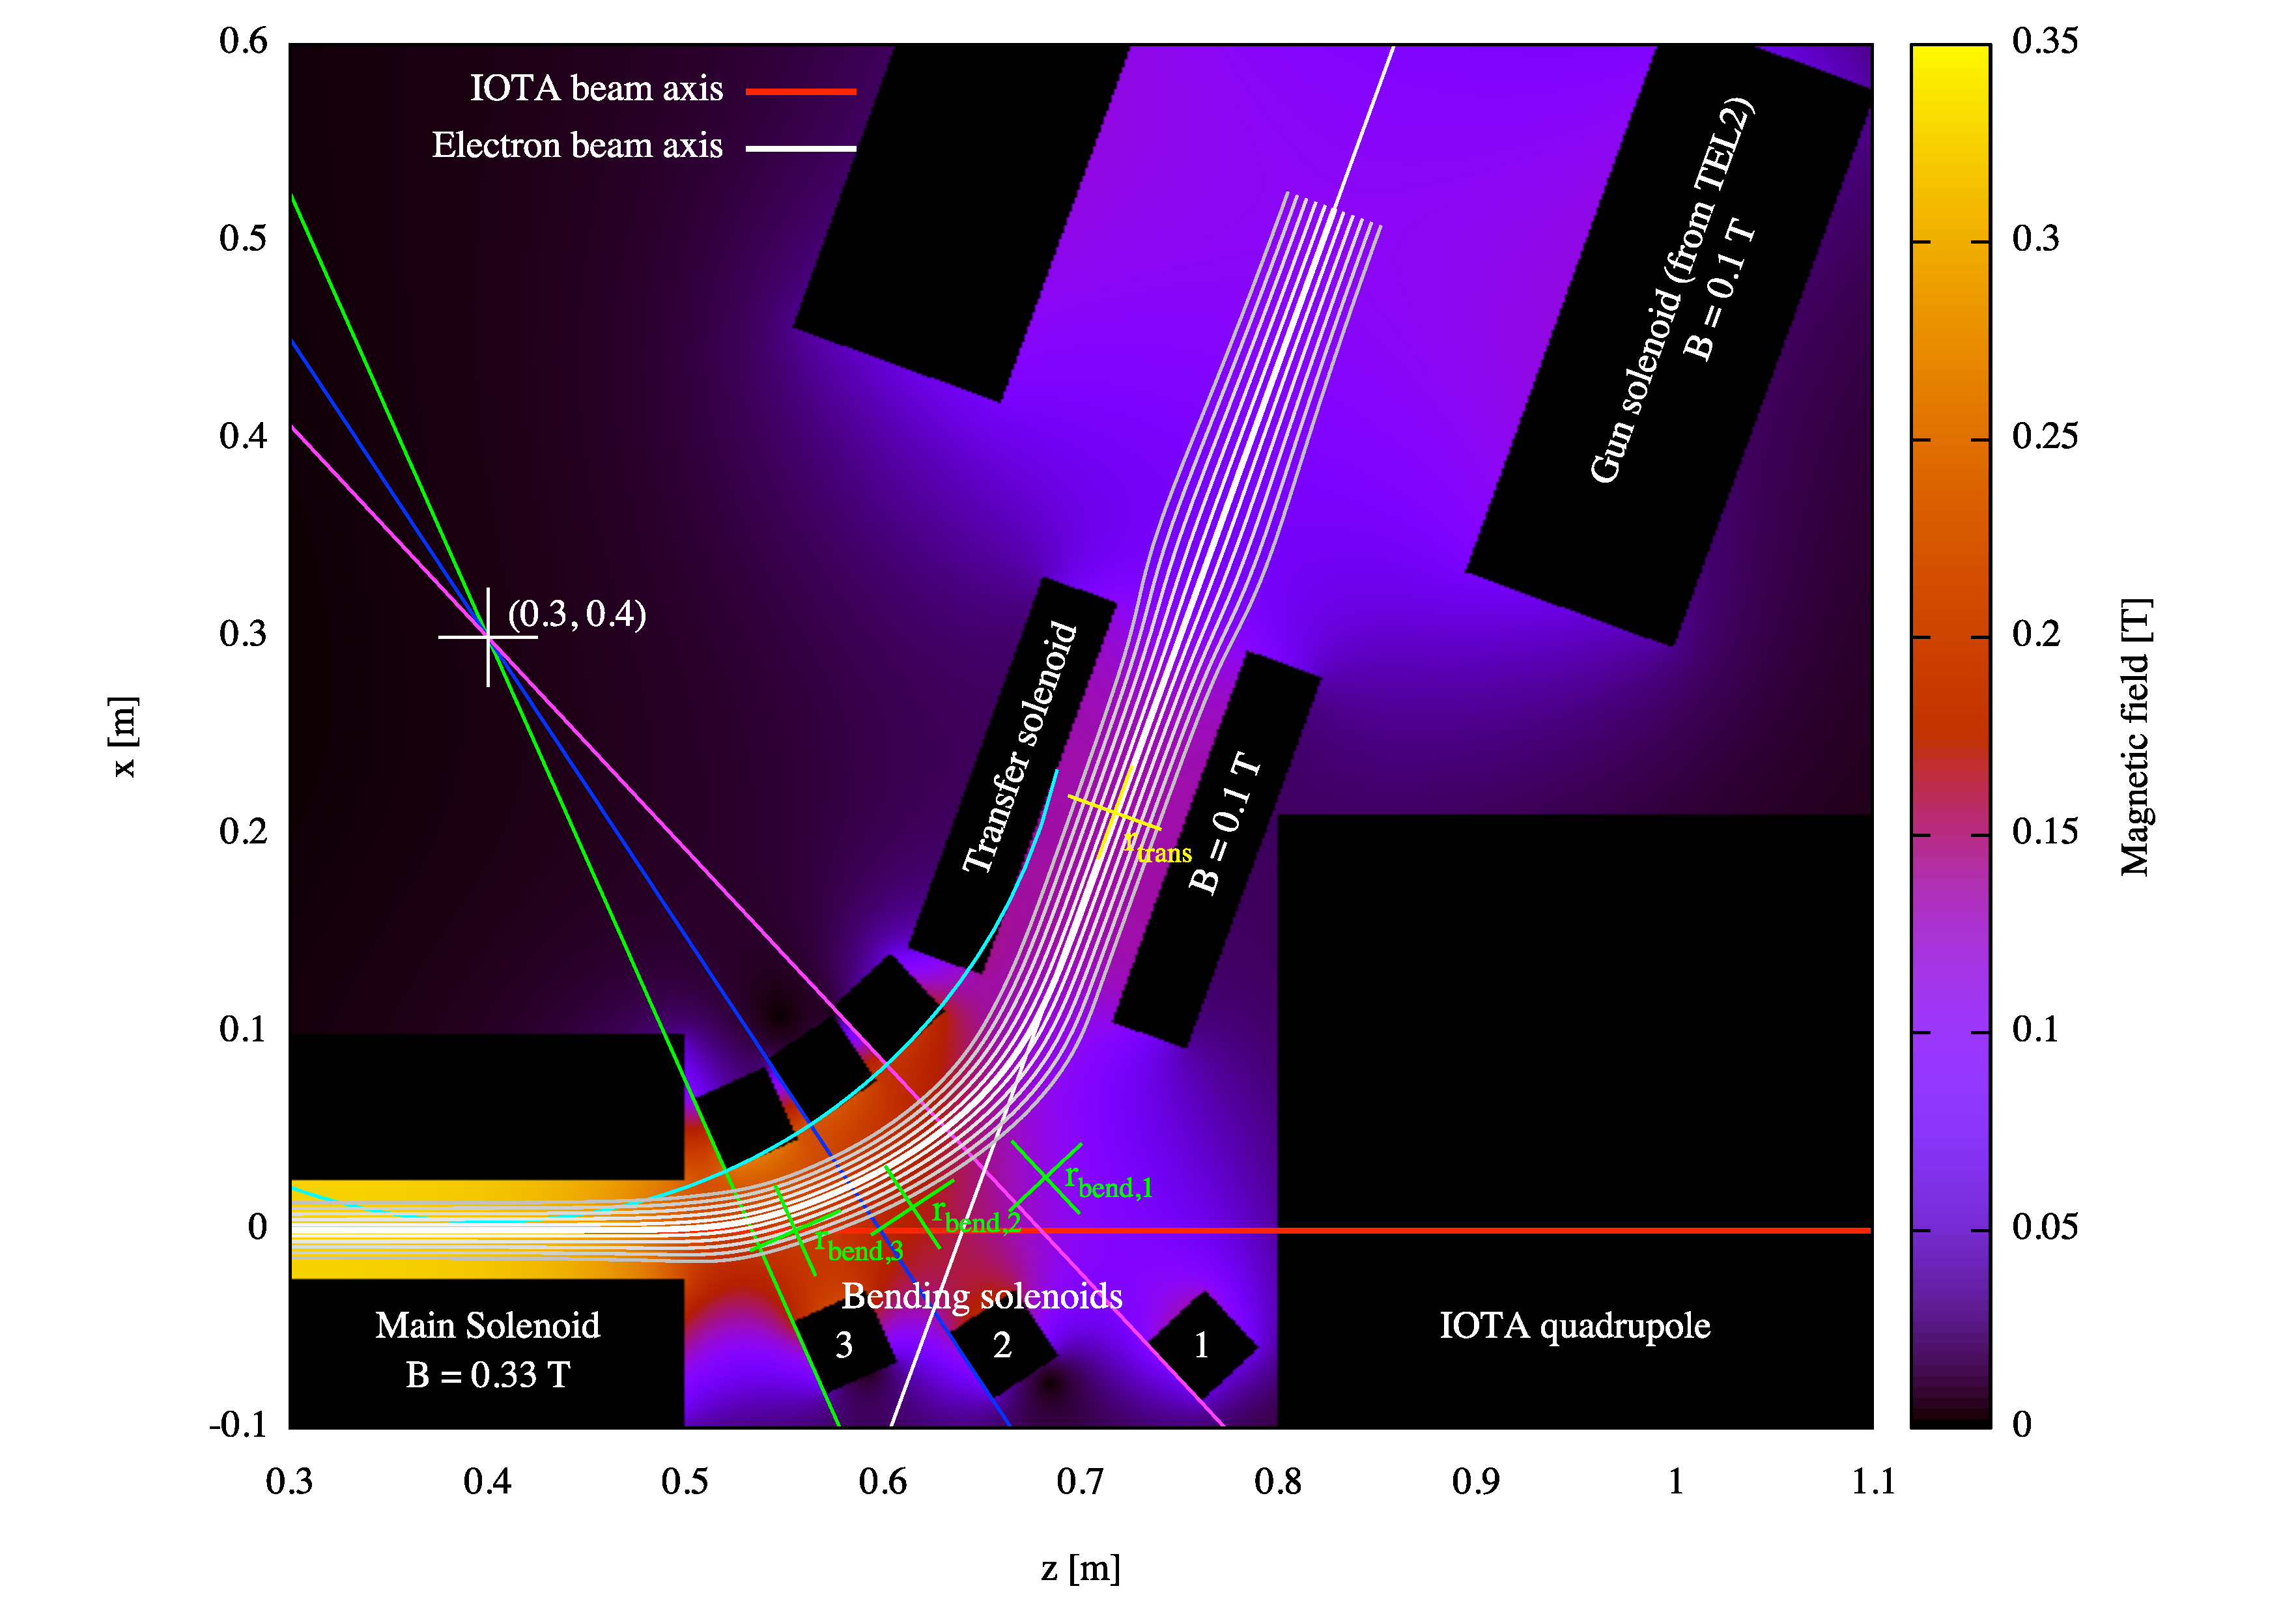 IOTA beam axis
Electron beam axis
Gun solenoid (from TEL2)
B = 0.1 T
(0.3, 0.4)
Transfer solenoid
B = 0.1 T
r_trans
r_bend,1
r_bend,2
r_bend,3
Bending solenoids
3
2
1
Main Solenoid
B = 0.33 T
IOTA quadrupole
0.6
0.5
0.4
0.3
0.2
0.1
0
-0.1
x [m]
0.3
0.4
0.5
0.6
0.7
0.8
0.9
1
1.1
z [m]
0.35
0.3
0.25
0.2
0.15
0.1
0.05
0
Magnetic field [T]